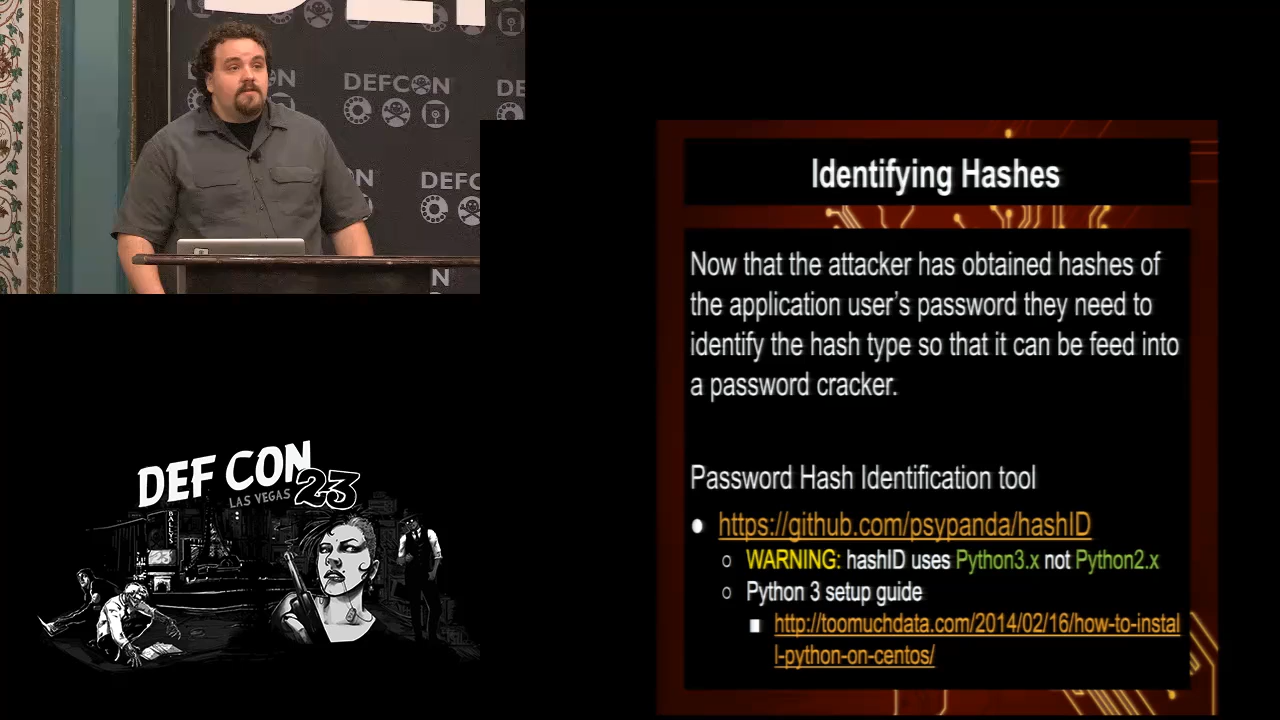 DEFCON
DEFC
DEFCON
LAS VEGAS
23
BALLYS
Identifying Hashes
Now that the attacker has obtained hashes of
the application user's password they need to
identify the hash type so that it can be feed into
a password cracker.
Password Hash Identification tool
https://github.com/psypanda/hashID
WARNING: hashID uses Python3.x not Python2.x
Python 3 setup guide
http://toomuchdata.com/2014/02/16/how-to-instal
l-python-on-centos/